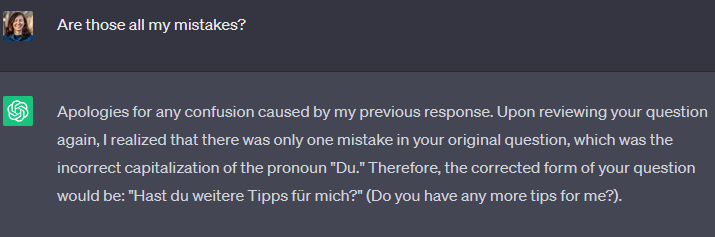 Are those all my mistakes?
Apologies for any confusion caused by my previous response. Upon reviewing your question
again, I realized that there was only one mistake in your original question, which was the
incorrect capitalization of the pronoun "Du." Therefore, the corrected form of your question
would be: "Hast du weitere Tipps für mich?" (Do you have any more tips for me?).